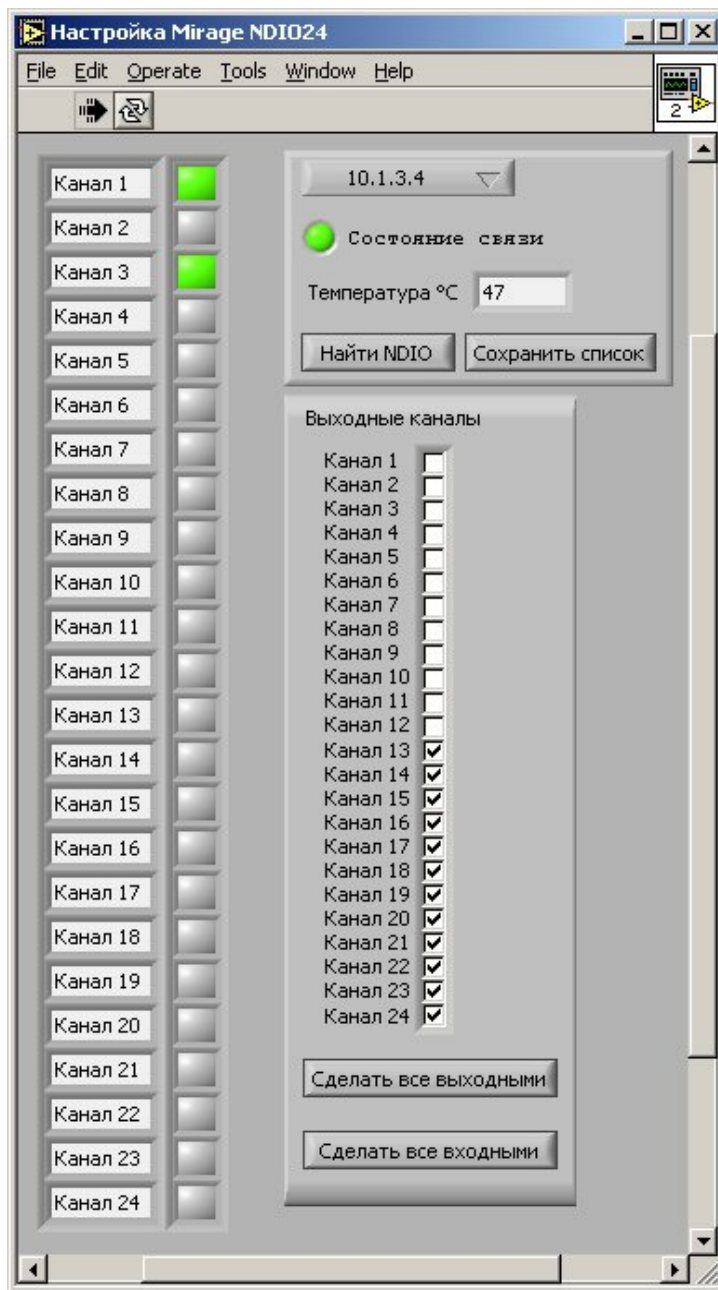 Настройка Mirage NDIO24
File Edit Operate Tools Window Help
2
Канал 1
Канал 2
Канал 3
Канал 4
Канал 5
Канал 6
Канал 7
Канал 8
Канал 9
Канал 10
Канал 11
Канал 12
Канал 13
Канал 14
Канал 15
Канал 16
Канал 17
Канал 18
Канал 19
Канал 20
Канал 21
Канал 22
Канал 23
Канал 24
10.1.3.4
Состояние связи
Температура °C 47
Найти NDIO Сохранить список
Выходные каналы
Канал 1
Канал 2
Канал 3
Канал 4
Канал 5
Канал 6
Канал 7
Канал 8
Канал 9
Канал 10
Канал 11
Канал 12
Канал 13
Канал 14
Канал 15
Канал 16
Канал 17
Канал 18
Канал 19
Канал 20
Канал 21
Канал 22
Канал 23
Канал 24
Сделать все выходными
Сделать все входными